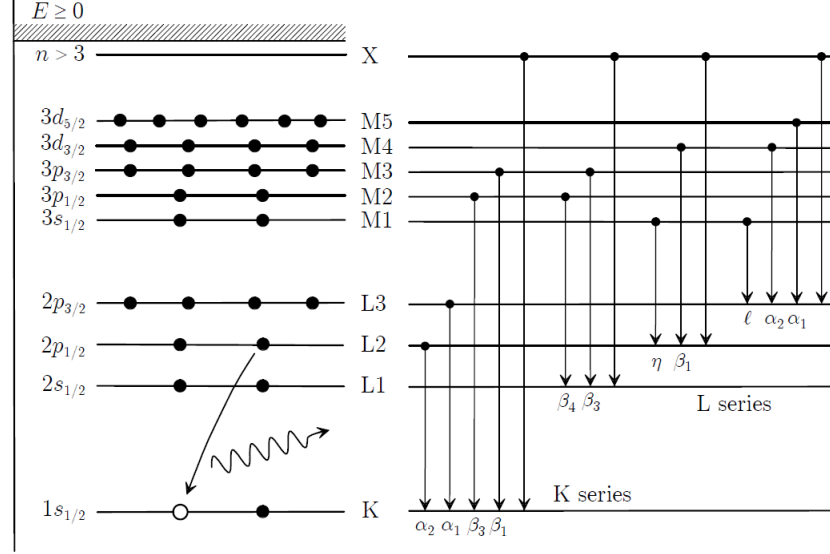 E ≥ 0
n > 3 X
3d5/2 M5
3d3/2 M4
3p3/2 M3
3p1/2 M2
3s1/2 M1
2p3/2 L3
ℓ α2 α1
2p1/2 L2
η β1
2s1/2 L1
β4 β3 L series
K series
1s1/2 K
α2 α1 β3 β1